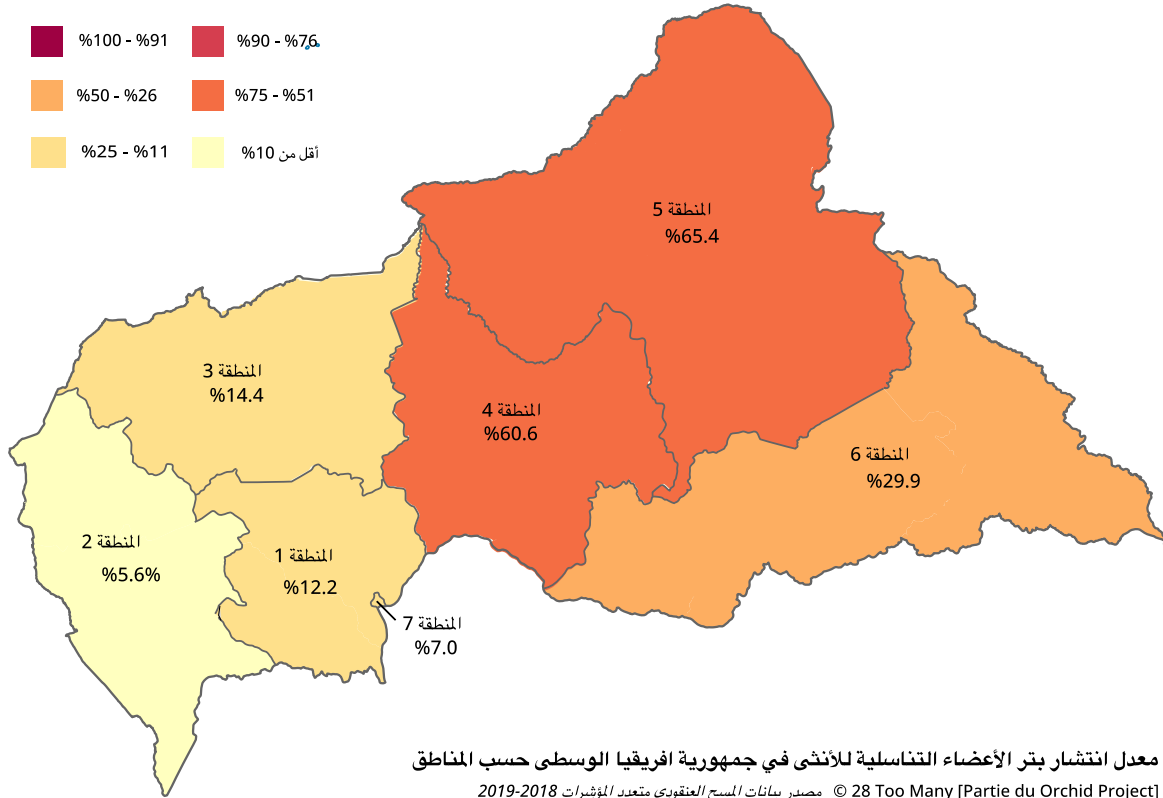 %100 - %91
%90 - %76
%50 - %26
%75 - %51
%25 - %11
أقل من 10%
المنطقة 5
%65.4
المنطقة 3
%14.4
المنطقة 4
%60.6
المنطقة 6
%29.9
المنطقة 2
%5.6%
المنطقة 1
%12.2
المنطقة 7
%7.0
معدل انتشار بتر الأعضاء التناسلية للأنثى في جمهورية افريقيا الوسطى حسب المناطق
مصدر بيانات المسح العنقودي متعدد المؤشرات 2018-2019 © 28 Too Many [Partie du Orchid Project]